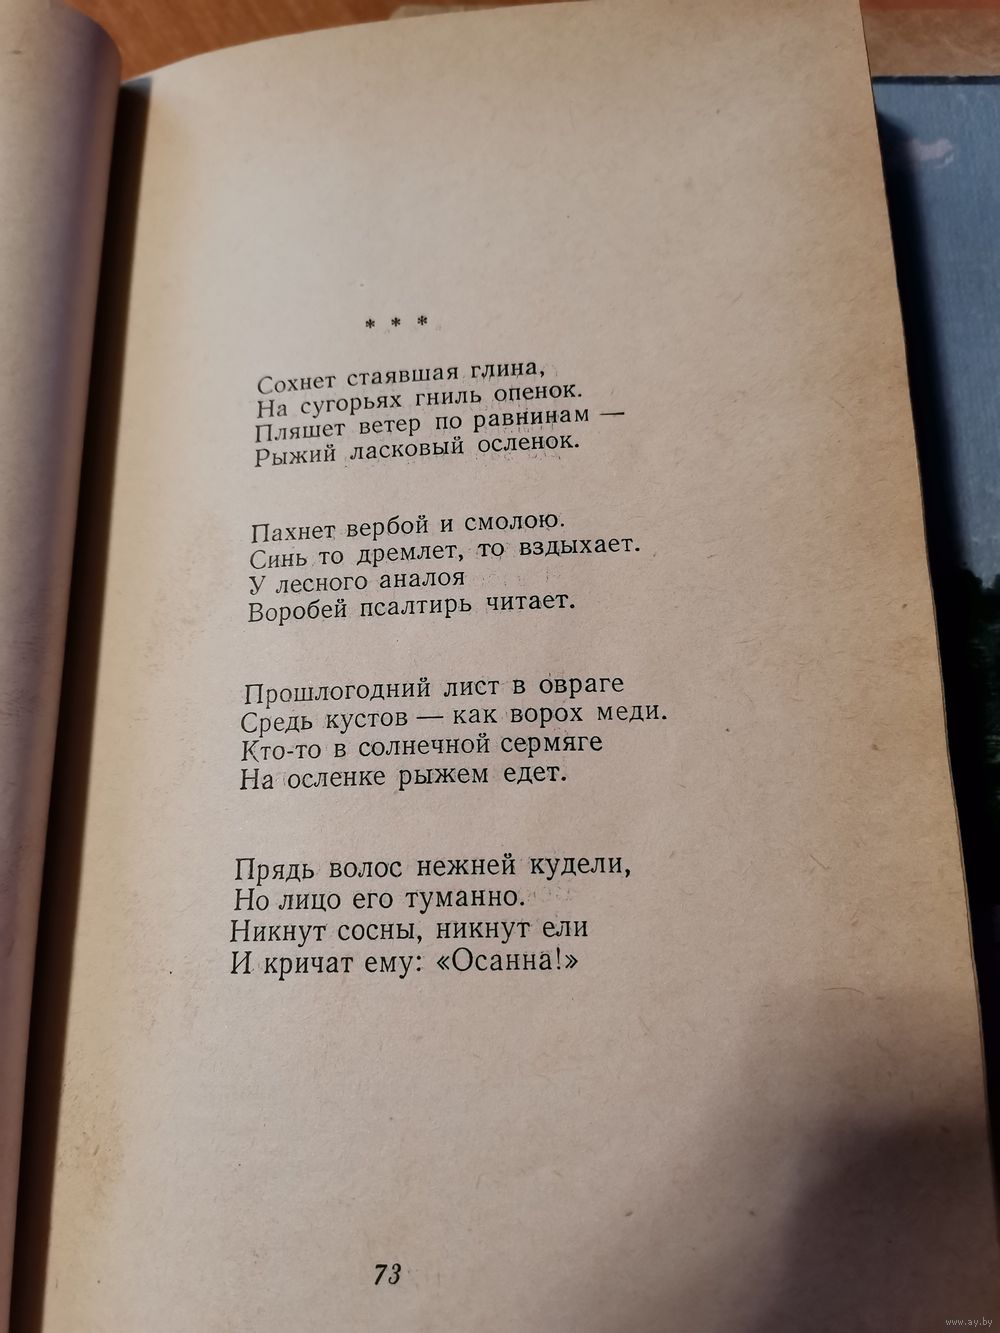 * * *
Сохнет стаявшая глина,
На сугорьях гниль опенок.
Пляшет ветер по равнинам —
Рыжий ласковый осленок.
Пахнет вербой и смолою.
Синь то дремлет, то вздыхает.
У лесного аналоя
Воробей псалтирь читает.
Прошлогодний лист в овраге
Средь кустов — как ворох меди.
Кто-то в солнечной сермяге
На осленке рыжем едет.
Прядь волос нежней кудели,
Но лицо его туманно.
Никнут сосны, никнут ели
И кричат ему: «Осанна!»
73
www.ay.by